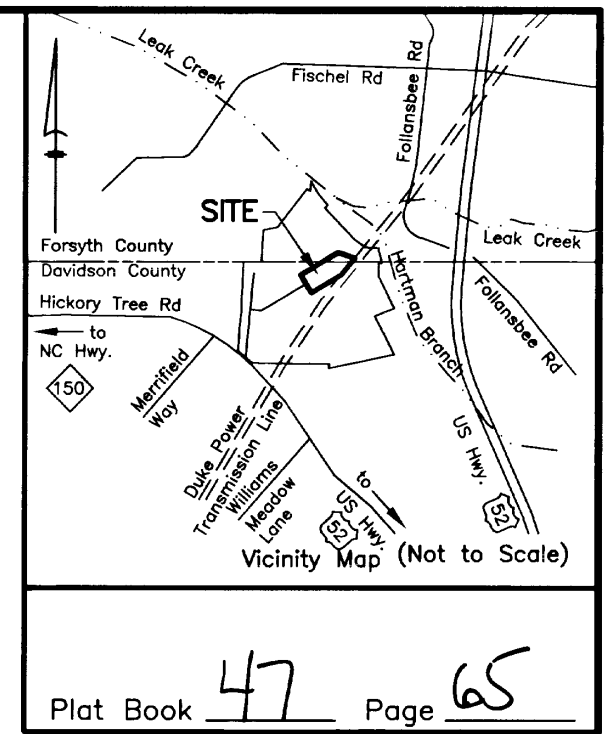 Leak Creek
Fischel Rd
Follansbee Rd
SITE
Forsyth County
Davidson County
Leak Creek
Hickory Tree Rd
Hartman Branch
Follansbee Rd
to
NC Hwy.
150
Merrifield
Way
Duke Power
Transmission Line
Williams
Meadow
Lane
to
US Hwy.
52
US Hwy.
52
Vicinity Map (Not to Scale)
Plat Book 47 Page 65